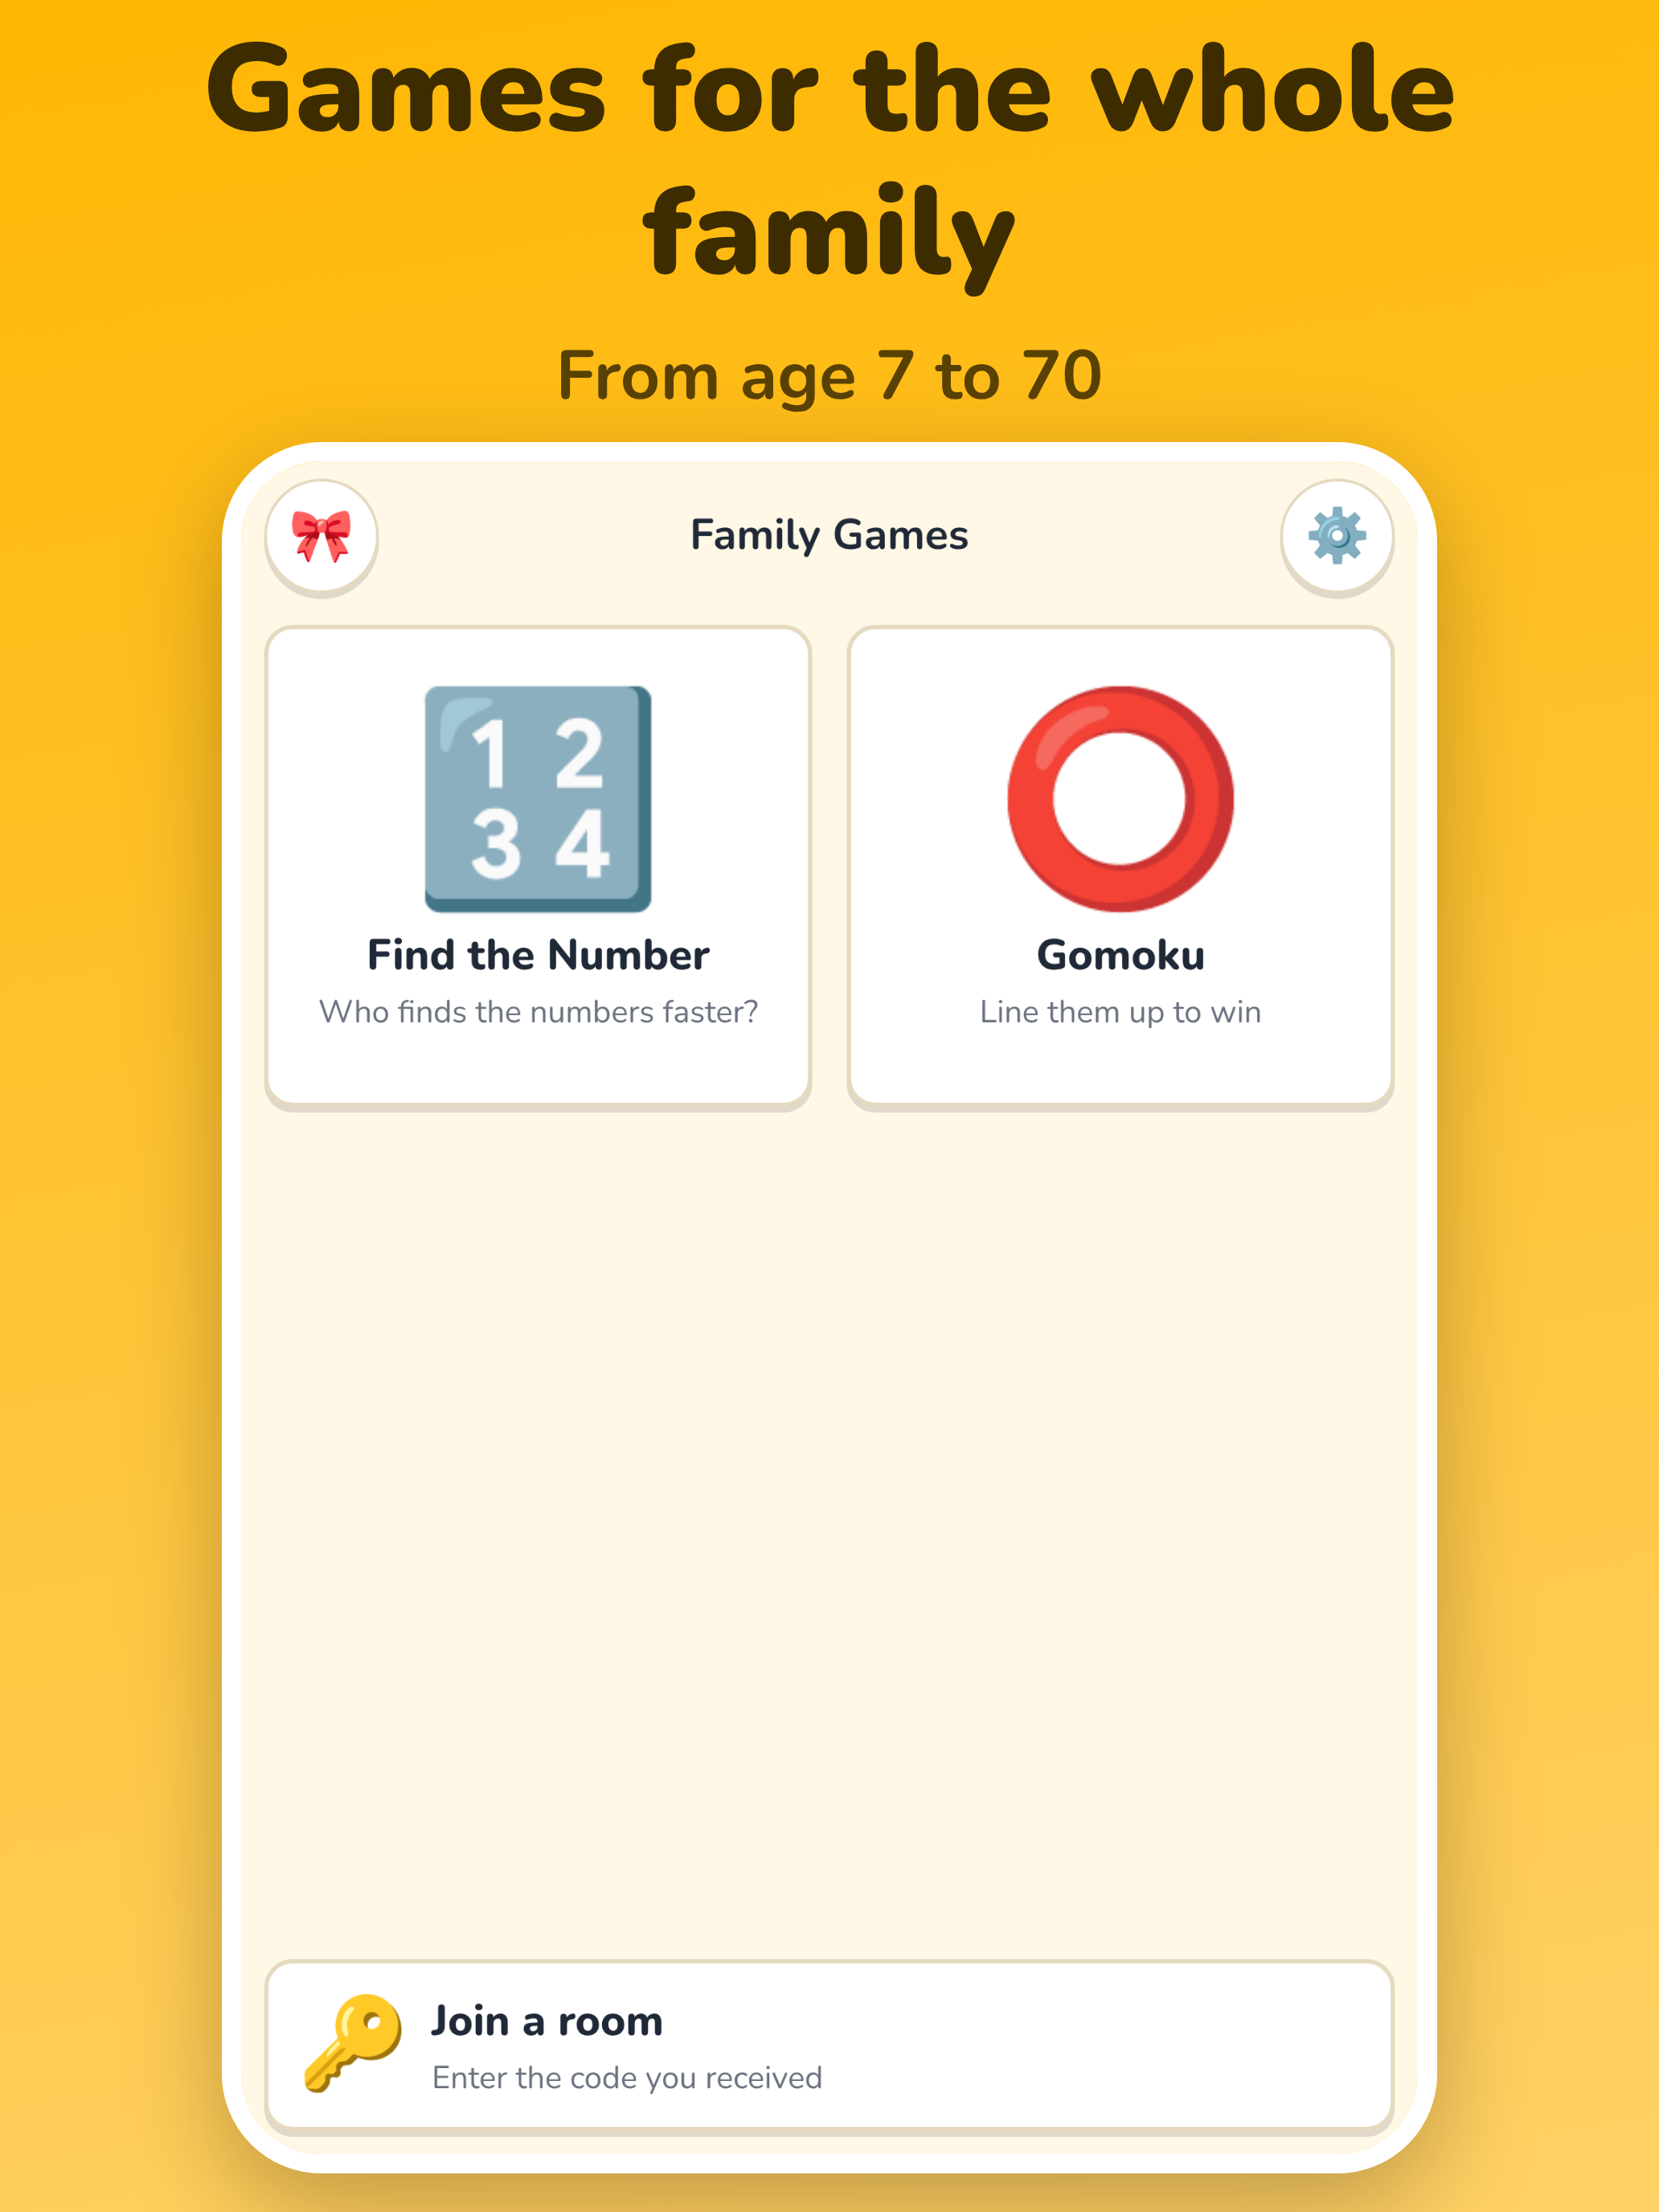 Games for the whole
family
From age 7 to 70
Family Games
1 2
3 4
Find the Number
Who finds the numbers faster?
Gomoku
Line them up to win
Join a room
Enter the code you received